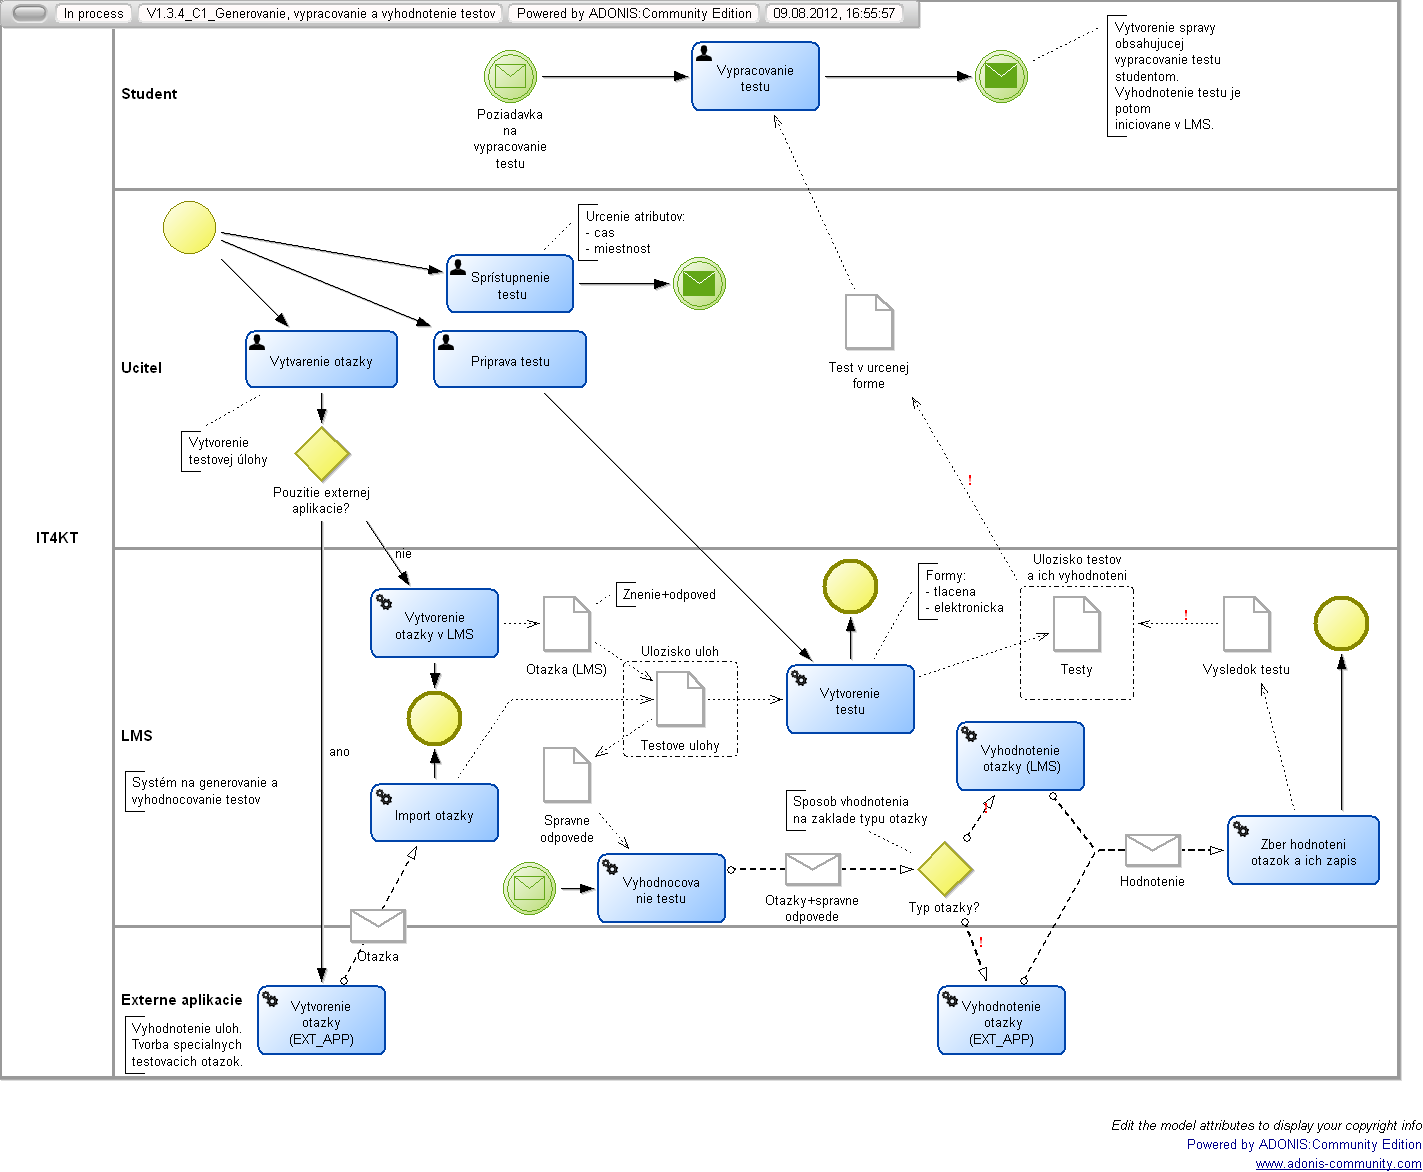 In process
V1.3.4_C1_Generovanie, vypracovanie a vyhodnotenie testov
Powered by ADONIS:Community Edition
09.08.2012, 16:55:57
IT4KT
Student
Poziadavka
na
vypracovanie
testu
Vypracovanie
testu
Vytvorenie spravy
obsahujucej
vypracovanie testu
studentom.
Vyhodnotenie testu je
potom
iniciovane v LMS.
Ucitel
Urcenie atributov:
- cas
- miestnost
Sprístupnenie
testu
Vytvarenie otazky
Priprava testu
Vytvorenie
testovej úlohy
Pouzitie externej
aplikacie?
Test v urcenej
forme
!
nie
ano
LMS
Systém na generovanie a
vyhodnocovanie testov
Vytvorenie
otazky v LMS
Otazka (LMS)
Znenie+odpoved
Ulozisko uloh
Testove ulohy
Import otazky
Spravne
odpovede
Vytvorenie
testu
Formy:
- tlacena
- elektronicka
Ulozisko testov
a ich vyhodnoteni
Testy
!
Vysledok testu
Vyhodnotenie
otazky (LMS)
Sposob vhodnotenia
na zaklade typu otazky
!
Vyhodnocova
nie testu
Otazky+spravne
odpovede
Typ otazky?
!
Hodnotenie
Zber hodnoteni
otazok a ich zapis
Otazka
Externe aplikacie
Vyhodnotenie uloh.
Tvorba specialnych
testovacich otazok.
Vytvorenie
otazky
(EXT_APP)
Vyhodnotenie
otazky
(EXT_APP)
Edit the model attributes to display your copyright info
Powered by ADONIS:Community Edition
www.adonis-community.com